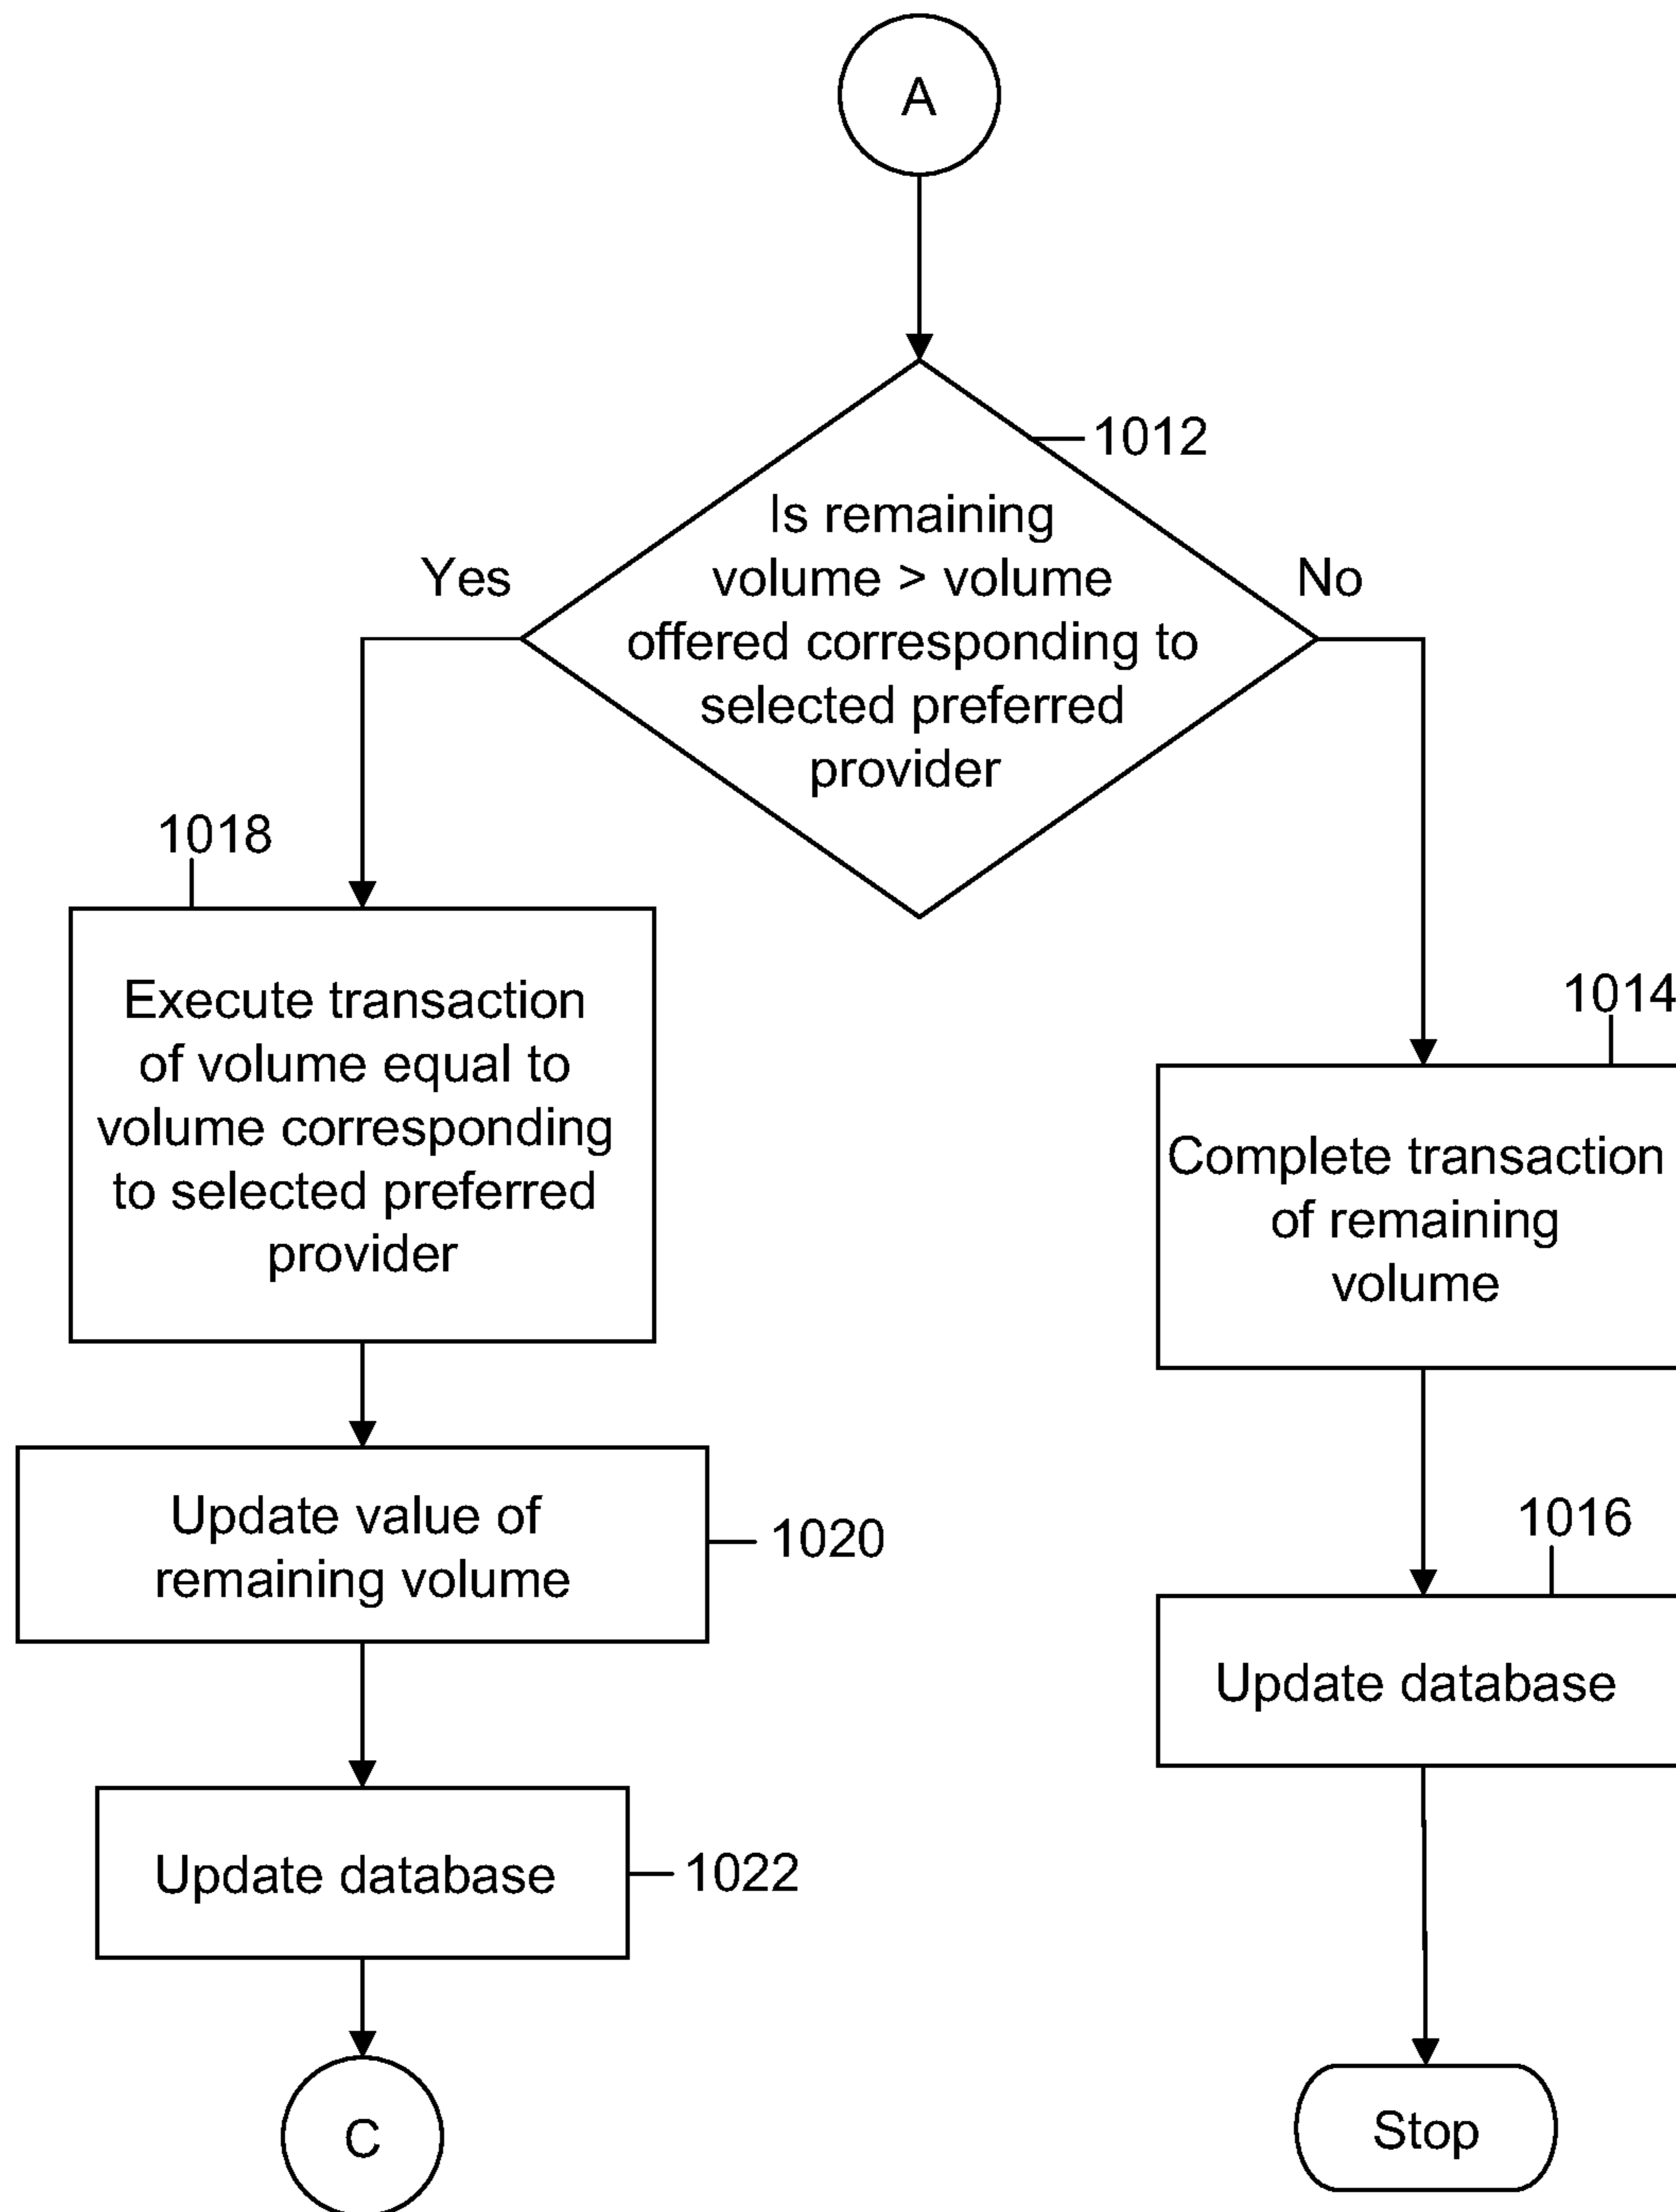 A
1012
Is remaining
volume > volume
offered corresponding to
selected preferred
provider
Yes
No
1018
Execute transaction
of volume equal to
volume corresponding
to selected preferred
provider
1014
Complete transaction
of remaining
volume
Update value of
remaining volume
1020
1016
Update database
Update database
1022
C
Stop